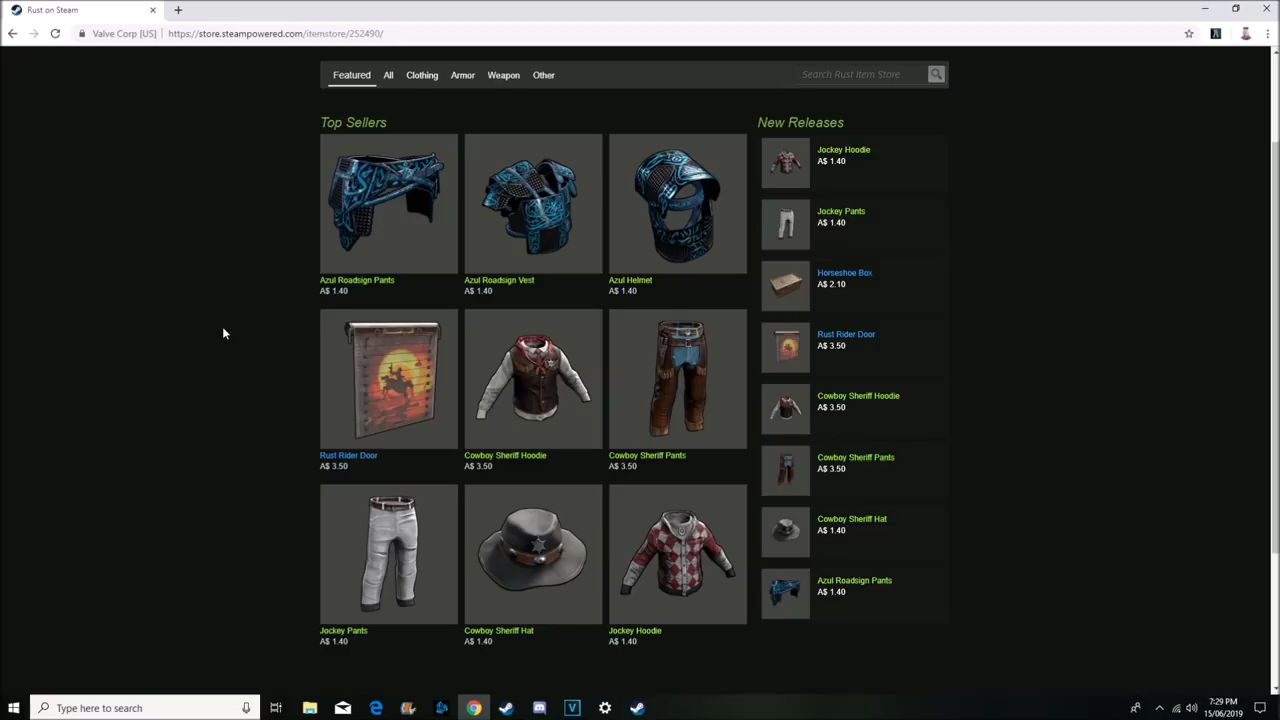 Rust on Steam
Valve Corp [US]
https://store.steampowered.com/itemstore/252490/
Featured All Clothing Armor Weapon Other
Search Rust Item Store
Top Sellers
Azul Roadsign Pants
A$ 1.40
Azul Roadsign Vest
A$ 1.40
Azul Helmet
A$ 1.40
Rust Rider Door
A$ 3.50
Cowboy Sheriff Hoodie
A$ 3.50
Cowboy Sheriff Pants
A$ 3.50
Jockey Pants
A$ 1.40
Cowboy Sheriff Hat
A$ 1.40
Jockey Hoodie
A$ 1.40
New Releases
Jockey Hoodie
A$ 1.40
Jockey Pants
A$ 1.40
Horseshoe Box
A$ 2.10
Rust Rider Door
A$ 3.50
Cowboy Sheriff Hoodie
A$ 3.50
Cowboy Sheriff Pants
A$ 3.50
Cowboy Sheriff Hat
A$ 1.40
Azul Roadsign Pants
A$ 1.40
Type here to search
7:29 PM
15/06/2019